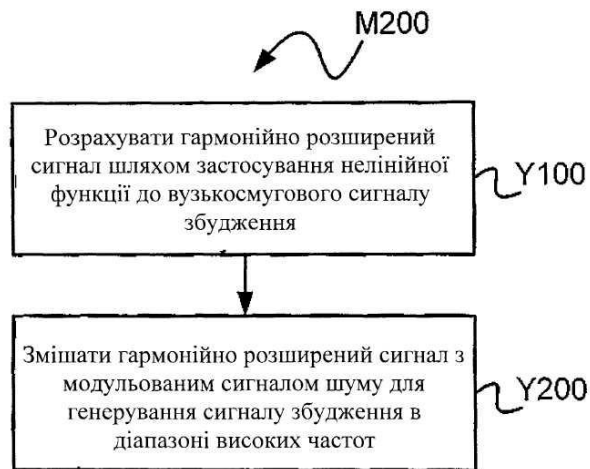 M200
Розрахувати гармонійно розширений
сигнал шляхом застосування нелінійної
функції до вузькосмугового сигналу
збудження
Y100
Змішати гармонійно розширений сигнал з
модульованим сигналом шуму для
генерування сигналу збудження в
діапазоні високих частот
Y200